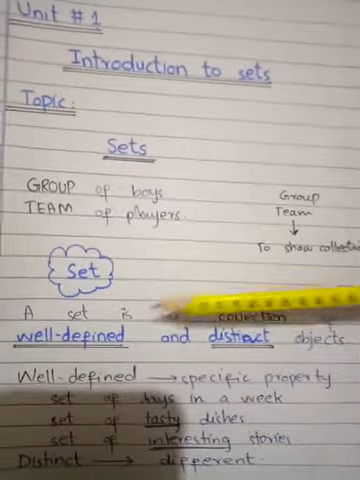 Unit # 1
Introduction to sets
Topic:
Sets
GROUP of boys
TEAM of players.
Group
Team
↓
To show collection
Set
A set is a collection
well-defined and distinct objects
Well-defined → specific property
set of days in a week
set of tasty dishes
set of interesting stories
Distinct → different.